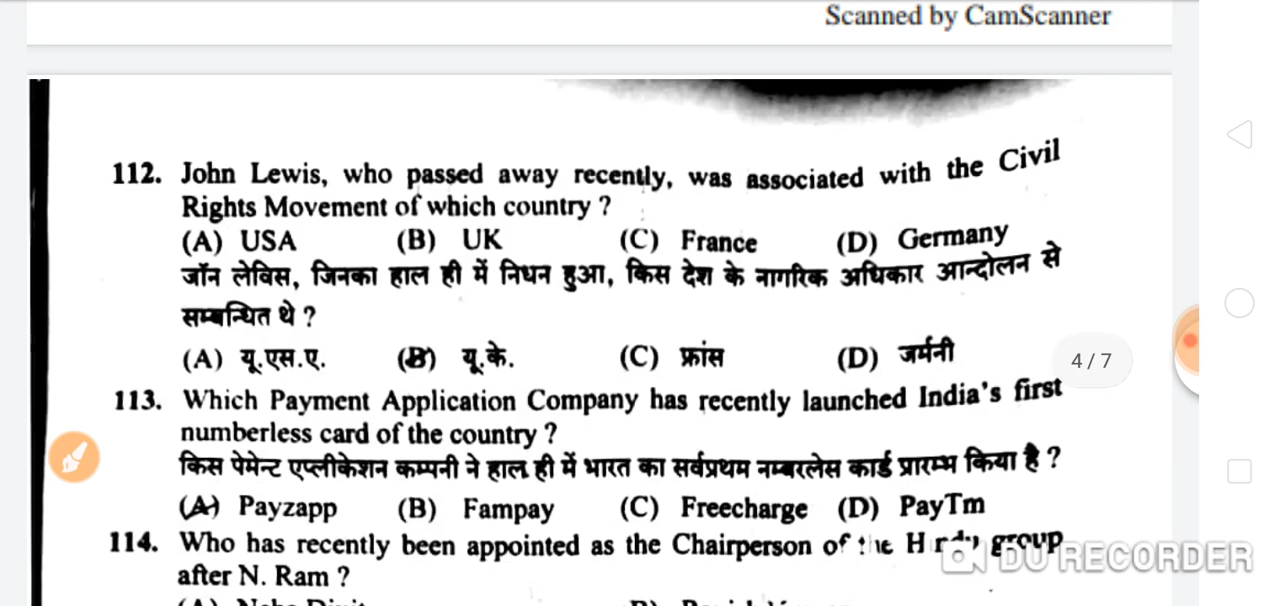 Scanned by CamScanner
112. John Lewis, who passed away recently, was associated with the Civil
Rights Movement of which country ?
(A) USA (B) UK (C) France (D) Germany
जॉन लेविस, जिनका हाल ही में निधन हुआ, किस देश के नागरिक अधिकार आन्दोलन से
सम्बन्धित थे ?
(A) यू.एस.ए. (B) यू.के. (C) फ्रांस (D) जर्मनी
4 / 7
113. Which Payment Application Company has recently launched India's first
numberless card of the country ?
किस पेमेन्ट एप्लीकेशन कम्पनी ने हाल ही में भारत का सर्वप्रथम नम्बरलेस कार्ड प्रारम्भ किया है ?
(A) Payzapp (B) Fampay (C) Freecharge (D) PayTm
114. Who has recently been appointed as the Chairperson of the Hindu group
after N. Ram ?
DU RECORDER